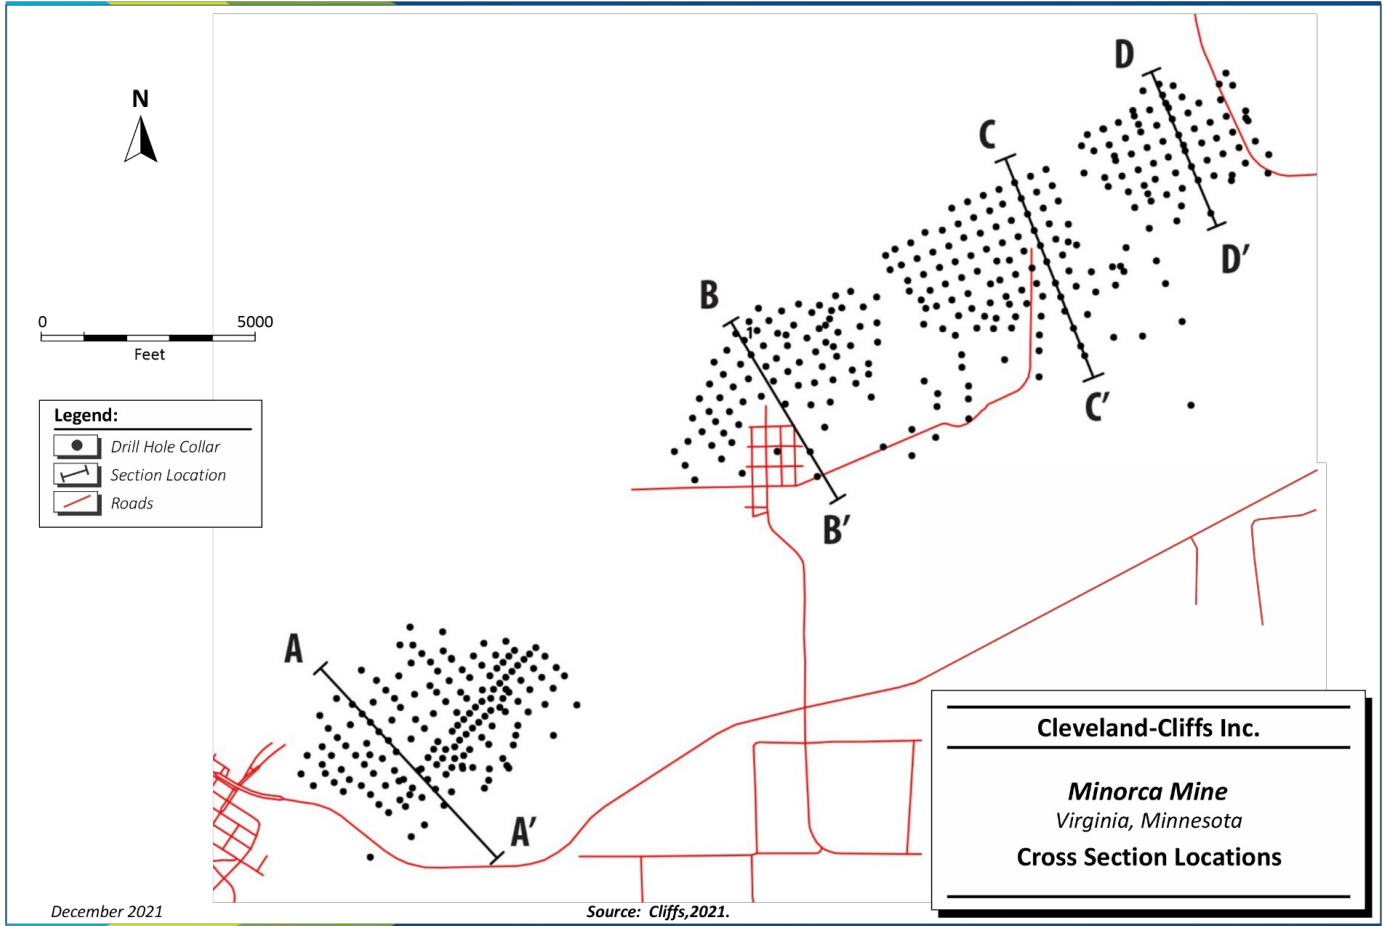 D
C
N
D′
B
0 5000
Feet
1
C′
Legend:
Drill Hole Collar
Section Location
Roads
B′
A
Cleveland-Cliffs Inc.
Minorca Mine
Virginia, Minnesota
A′
Cross Section Locations
December 2021
Source: Cliffs,2021.